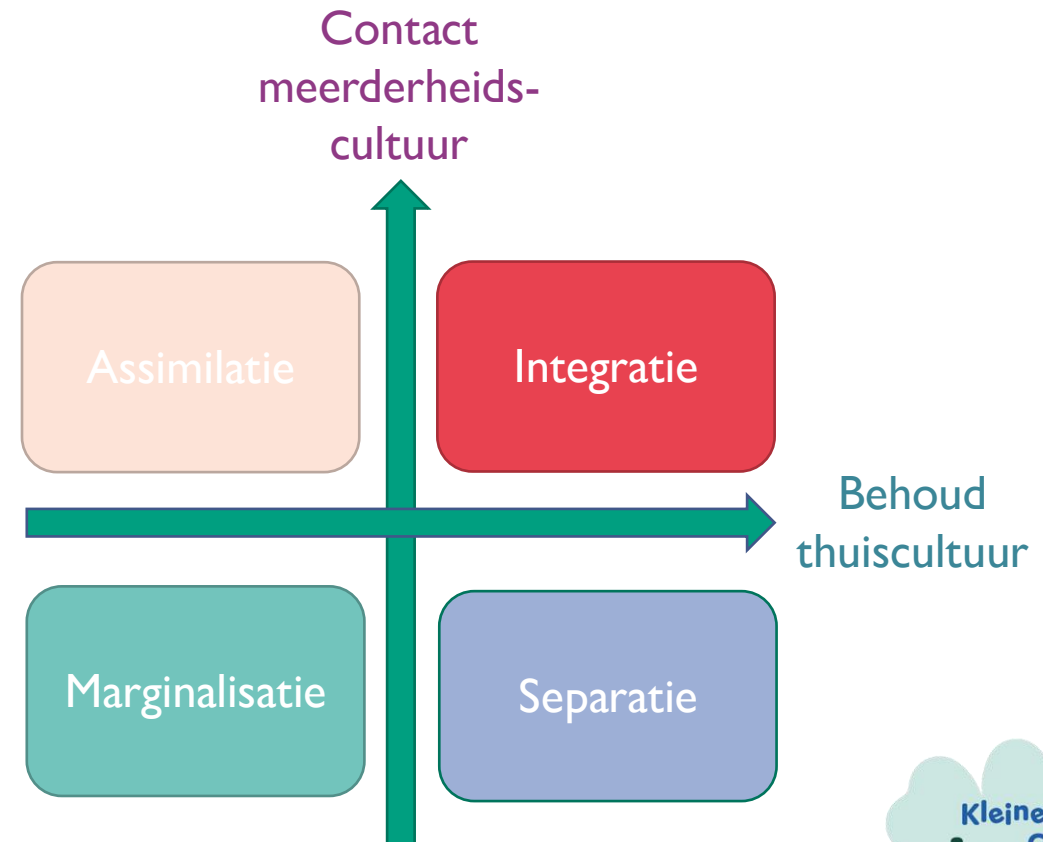 Contact
meerderheids-
cultuur
Assimilatie
Integratie
Behoud
thuiscultuur
Marginalisatie
Separatie
Kleine